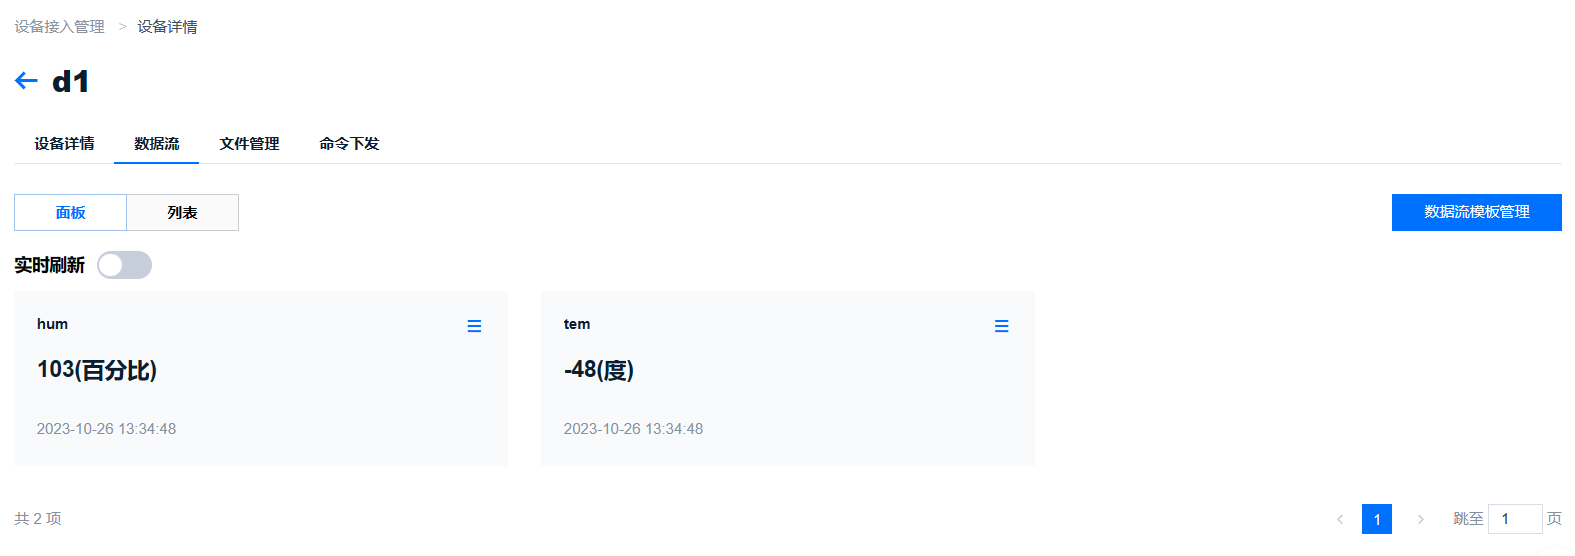 设备接入管理 > 设备详情
d1
设备详情 数据流 文件管理 命令下发
面板 列表 数据流模板管理
实时刷新
hum tem
103(百分比) -48(度)
2023-10-26 13:34:48 2023-10-26 13:34:48
共 2 项 < 1 > 跳至 1 页